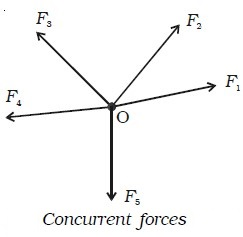 F₃
F₂
F₁
F₄
O
F₅
Concurrent forces